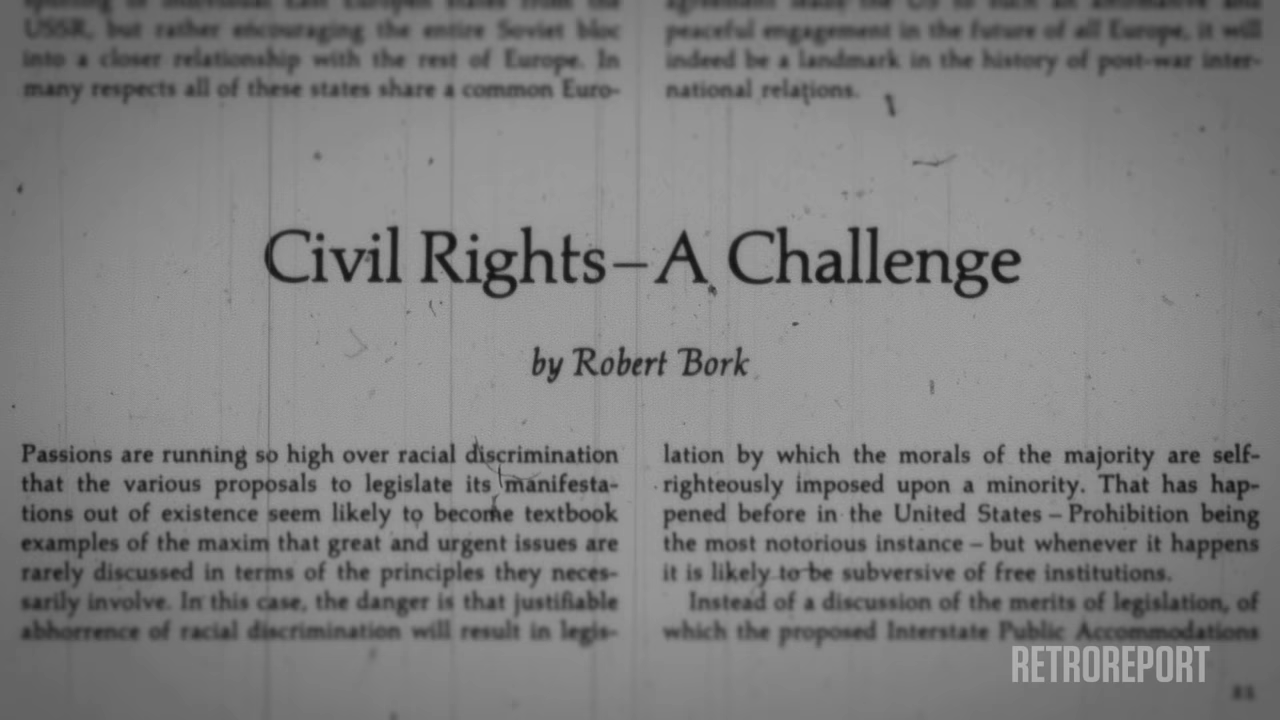 USSR, but rather encouraging the entire Soviet bloc
into a closer relationship with the rest of Europe. In
many respects all of these states share a common Euro-
peaceful engagement in the future of all Europe, it will
indeed be a landmark in the history of post-war inter-
national relations.
Civil Rights–A Challenge
by Robert Bork
Passions are running so high over racial discrimination
that the various proposals to legislate its manifesta-
tions out of existence seem likely to become textbook
examples of the maxim that great and urgent issues are
rarely discussed in terms of the principles they neces-
sarily involve. In this case, the danger is that justifiable
abhorrence of racial discrimination will result in legis-
lation by which the morals of the majority are self-
righteously imposed upon a minority. That has hap-
pened before in the United States – Prohibition being
the most notorious instance – but whenever it happens
it is likely to be subversive of free institutions.
Instead of a discussion of the merits of legislation, of
which the proposed Interstate Public Accommodations
RETROREPORT